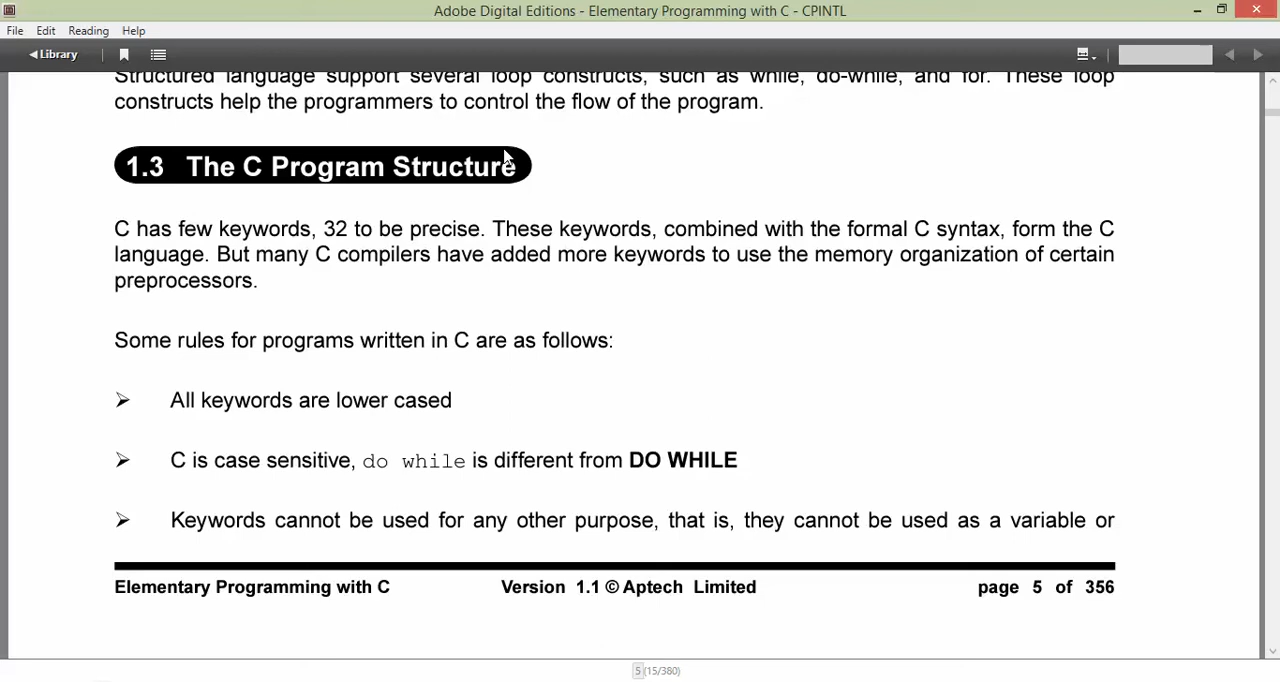 Adobe Digital Editions - Elementary Programming with C - CPINTL
File Edit Reading Help
Library
Structured language support several loop constructs, such as while, do-while, and for. These loop
constructs help the programmers to control the flow of the program.
1.3 The C Program Structure
C has few keywords, 32 to be precise. These keywords, combined with the formal C syntax, form the C
language. But many C compilers have added more keywords to use the memory organization of certain
preprocessors.
Some rules for programs written in C are as follows:
All keywords are lower cased
C is case sensitive, do while is different from DO WHILE
Keywords cannot be used for any other purpose, that is, they cannot be used as a variable or
Elementary Programming with C Version 1.1 © Aptech Limited page 5 of 356
5 (15/380)